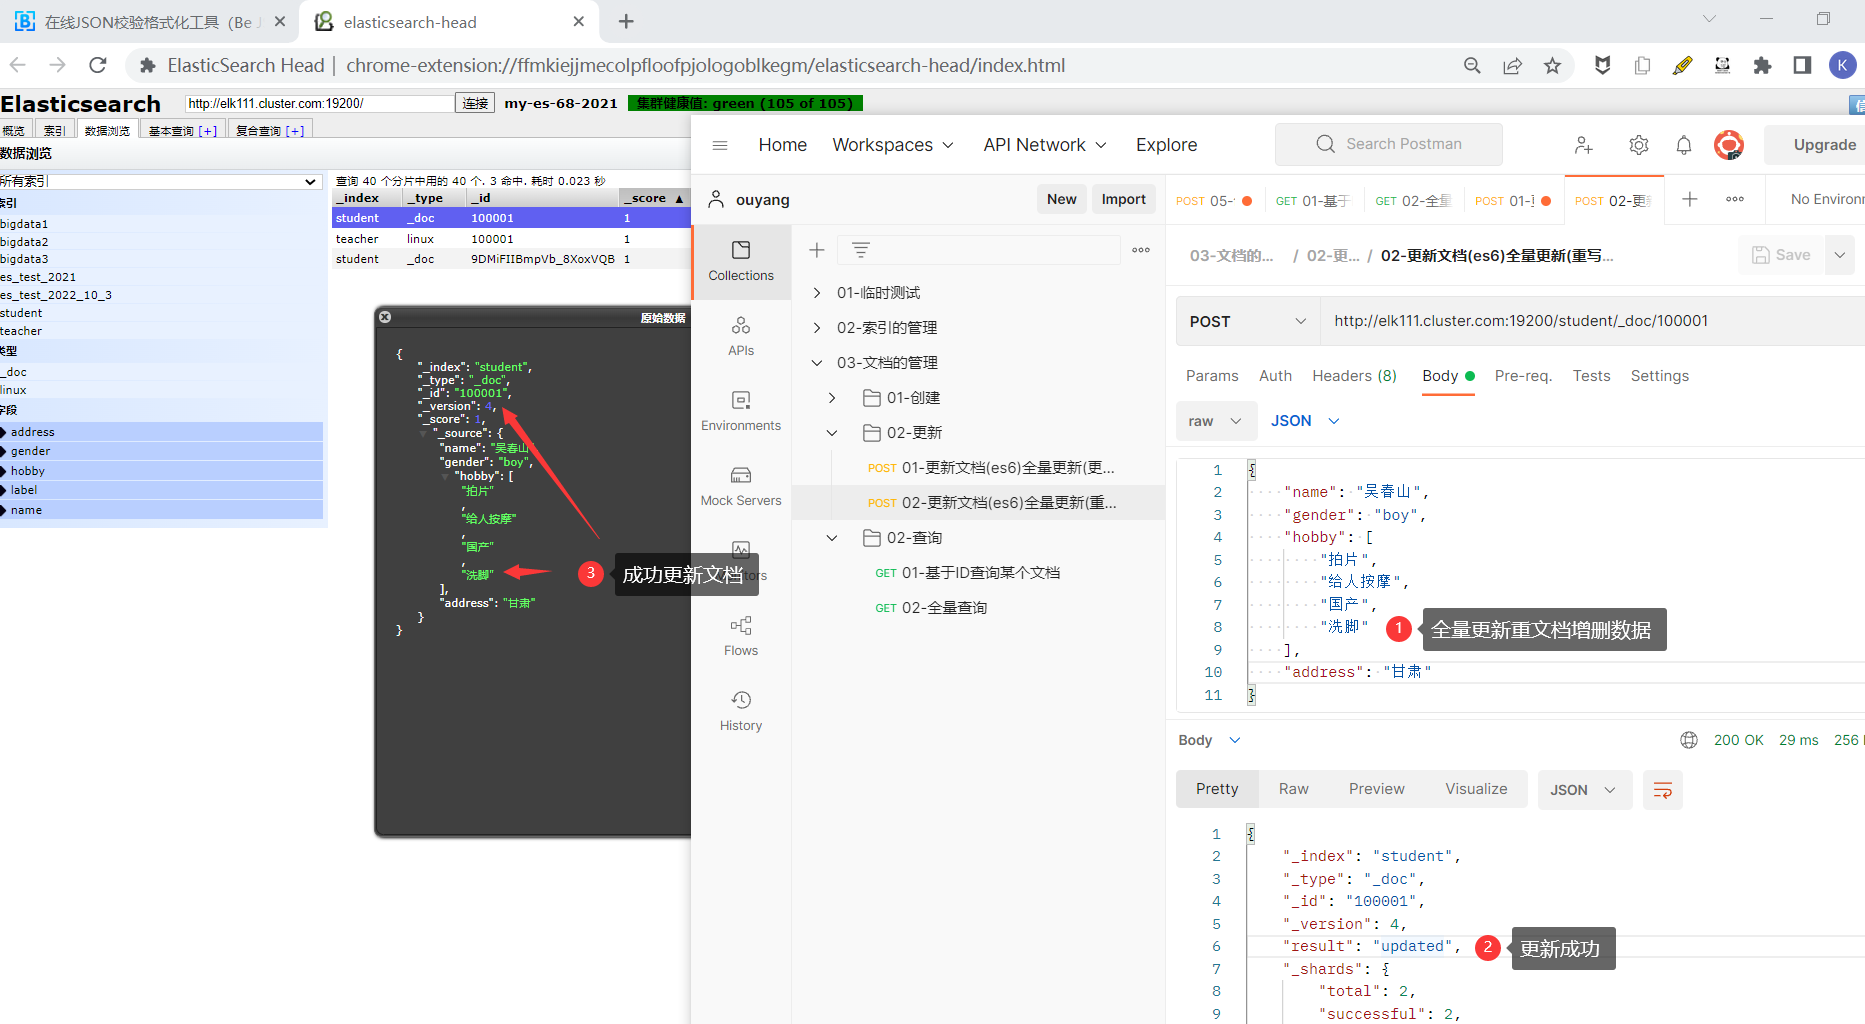 在线JSON校验格式化工具（Be J
elasticsearch-head
ElasticSearch Head | chrome-extension://ffmkiejjmecolpfloofpjologoblkegm/elasticsearch-head/index.html
K
Elasticsearch
http://elk111.cluster.com:19200/
连接
my-es-68-2021
集群健康值: green (105 of 105)
信
概览
索引
数据浏览
基本查询 [+]
复合查询 [+]
数据浏览
所有索引
索引
bigdata1
bigdata2
bigdata3
es_test_2021
es_test_2022_10_3
student
teacher
类型
_doc
linux
字段
address
gender
hobby
label
name
查询 40 个分片中用的 40 个. 3 命中. 耗时 0.023 秒
_index _type _id _score ▲
student _doc 100001 1
teacher linux 100001 1
student _doc 9DMiFIIBmpVb_8XoxVQB 1
原始数据
{
"_index": "student",
"_type": "_doc",
"_id": "100001",
"_version": 4,
"_score": 1,
"_source": {
"name": "吴春山"
"gender": "boy",
"hobby": [
"拍片"
,
"给人按摩"
,
"国产"
,
"洗脚"
],
"address": "甘肃"
}
}
3 成功更新文档
Home Workspaces API Network Explore
Search Postman
Upgrade
ouyang
New Import
Collections
APIs
Environments
Mock Servers
tors
Flows
History
01-临时测试
02-索引的管理
03-文档的管理
01-创建
02-更新
POST 01-更新文档(es6)全量更新(更...
POST 02-更新文档(es6)全量更新(重...
02-查询
GET 01-基于ID查询某个文档
GET 02-全量查询
POST 05-
GET 01-基于
GET 02-全量
POST 01-
POST 02-更
No Environ
03-文档的... / 02-更... / 02-更新文档(es6)全量更新(重写...
Save
POST http://elk111.cluster.com:19200/student/_doc/100001
Params Auth Headers (8) Body Pre-req. Tests Settings
raw JSON
1 {
2 "name": "吴春山",
3 "gender": "boy",
4 "hobby": [
5 "拍片",
6 "给人按摩",
7 "国产",
8 "洗脚"
9 ],
10 "address": "甘肃"
11 }
1 全量更新重文档增删数据
Body
200 OK 29 ms 256
Pretty Raw Preview Visualize JSON
1 {
2 "_index": "student",
3 "_type": "_doc",
4 "_id": "100001",
5 "_version": 4,
6 "result": "updated",
7 "_shards": {
8 "total": 2,
9 "successful": 2,
2 更新成功